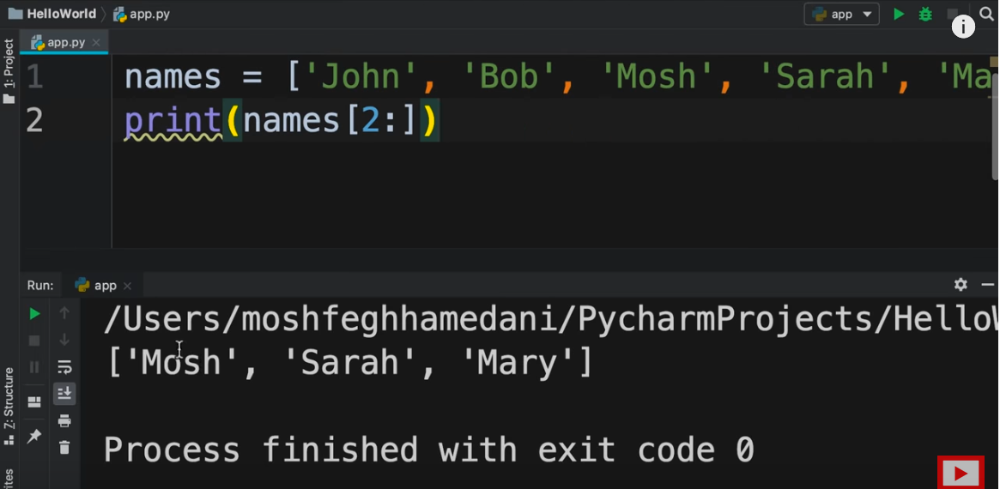 HelloWorld app.py app
1: Project
app.py
1 names = ['John', 'Bob', 'Mosh', 'Sarah', 'Ma
2 print(names[2:])
Run: app
/Users/moshfeghhamedani/PycharmProjects/HelloW
['Mosh', 'Sarah', 'Mary']
Process finished with exit code 0
Z: Structure
ites